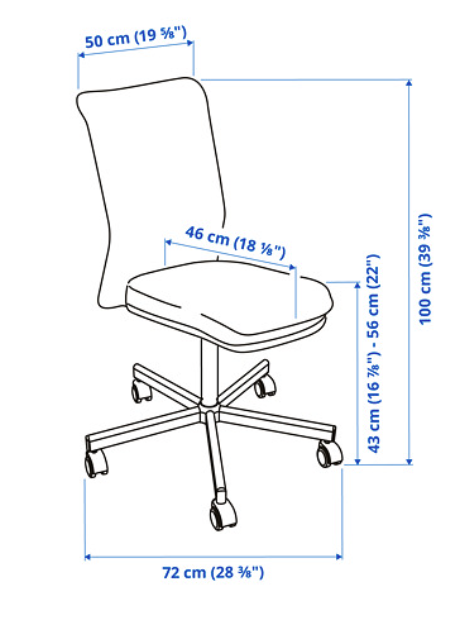 50 cm (19 ⅝")
46 cm (18 ⅛")
43 cm (16 ⅞") - 56 cm (22")
100 cm (39 ⅜")
72 cm (28 ⅜")